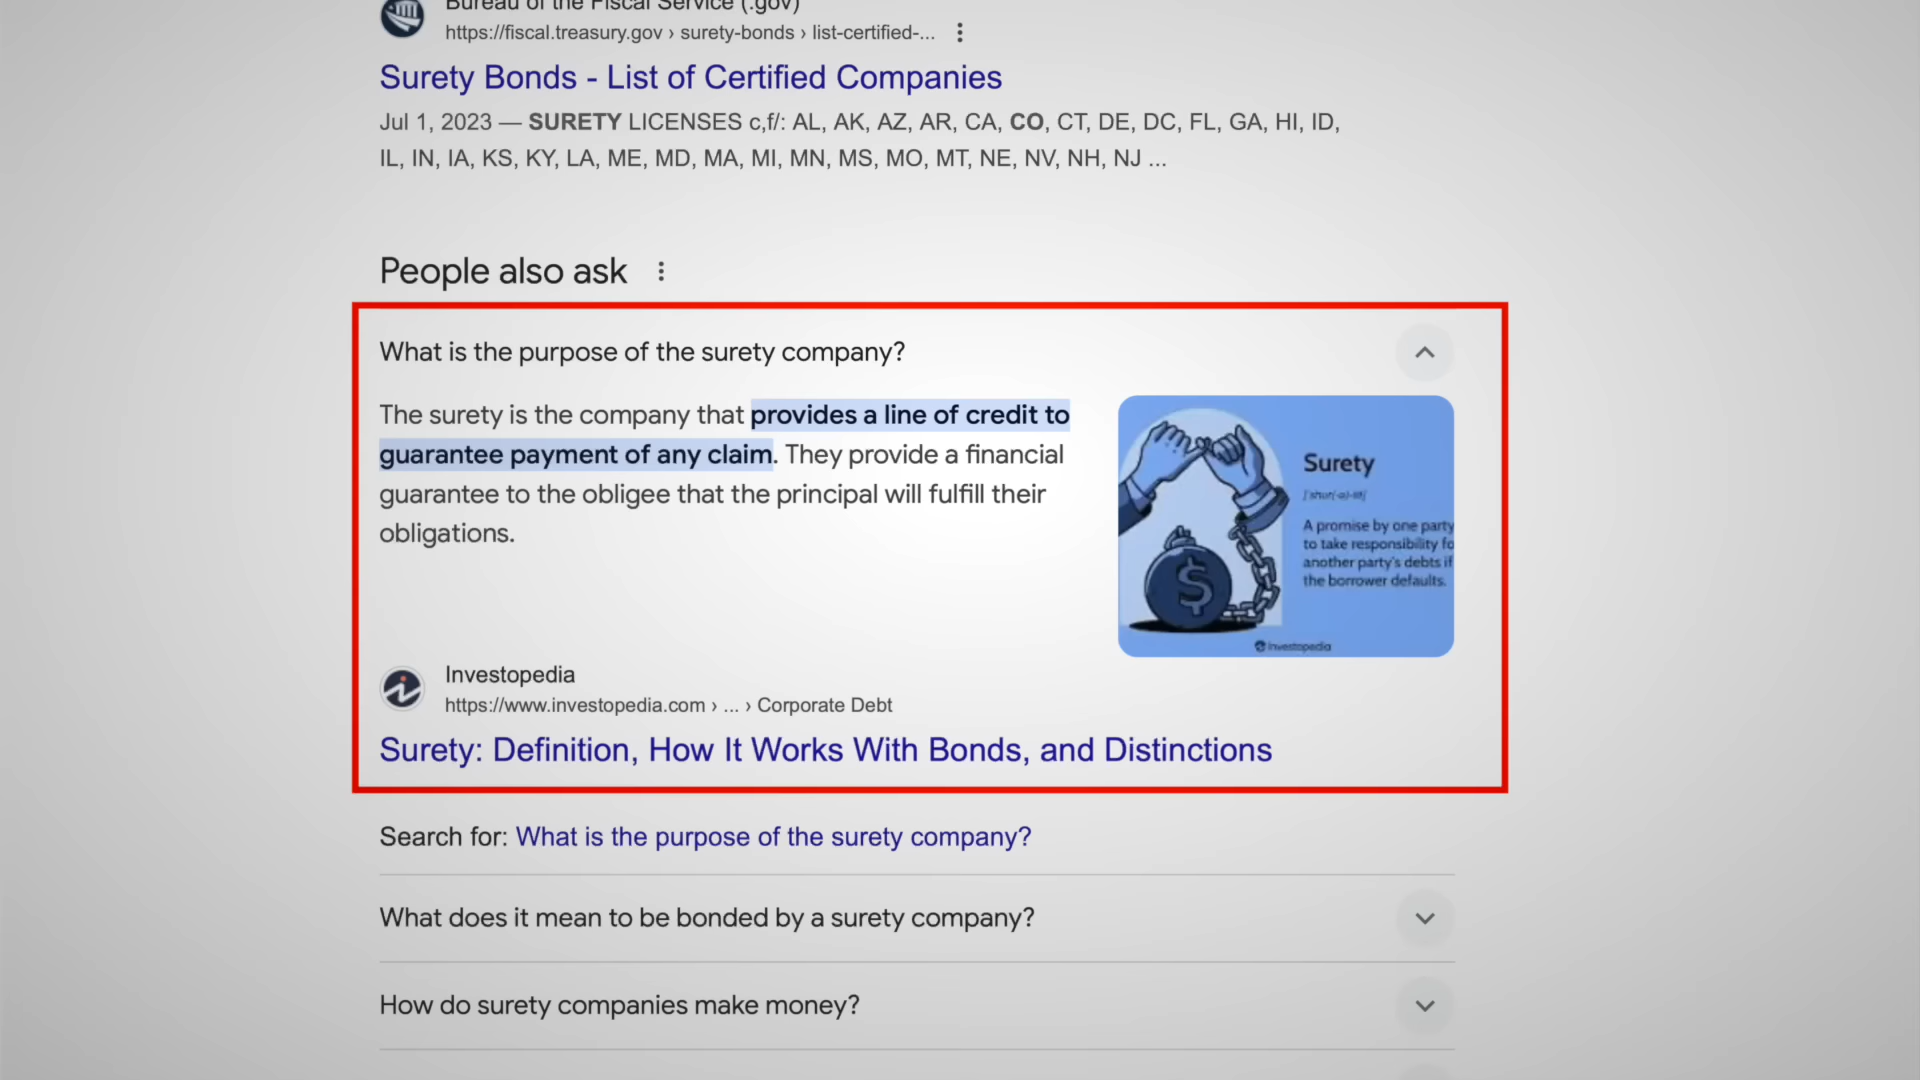 Bureau of the Fiscal Service (.gov)
https://fiscal.treasury.gov › surety-bonds › list-certified-...
Surety Bonds - List of Certified Companies
Jul 1, 2023 — SURETY LICENSES c,f/: AL, AK, AZ, AR, CA, CO, CT, DE, DC, FL, GA, HI, ID,
IL, IN, IA, KS, KY, LA, ME, MD, MA, MI, MN, MS, MO, MT, NE, NV, NH, NJ ...
People also ask
What is the purpose of the surety company?
The surety is the company that provides a line of credit to
guarantee payment of any claim. They provide a financial
guarantee to the obligee that the principal will fulfill their
obligations.
Surety
A promise by one party
to take responsibility fo
another party's debts if
the borrower defaults.
Investopedia
Investopedia
https://www.investopedia.com › ... › Corporate Debt
Surety: Definition, How It Works With Bonds, and Distinctions
Search for: What is the purpose of the surety company?
What does it mean to be bonded by a surety company?
How do surety companies make money?